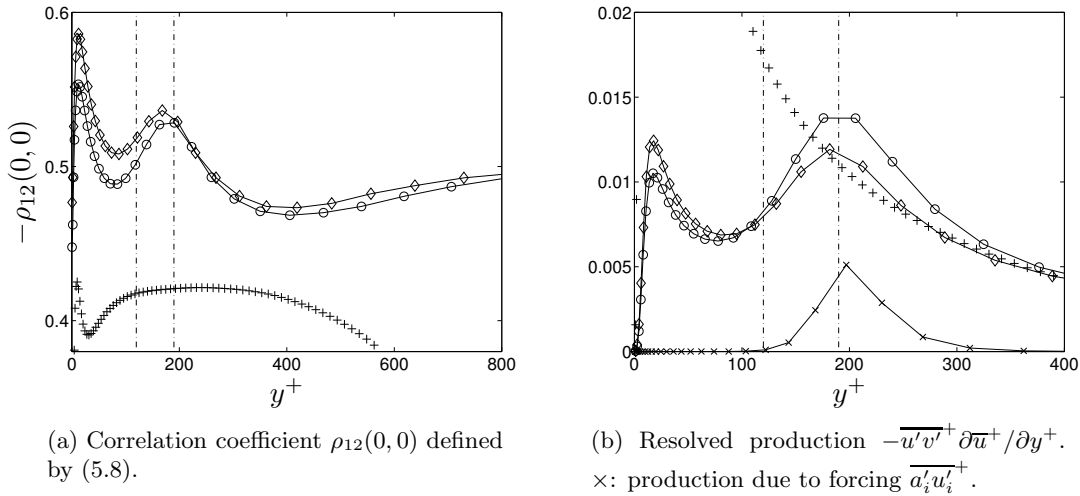 0.6
0.5
0.4
0
200
400
600
800
−ρ₁₂(0, 0)
y⁺
0.02
0.015
0.01
0.005
0
0
100
200
300
400
y⁺
(a) Correlation coefficient ρ₁₂(0, 0) defined
by (5.8).
(b) Resolved production −u′v′⁺∂u⁺/∂y⁺.
×: production due to forcing a′ᵢu′ᵢ⁺.